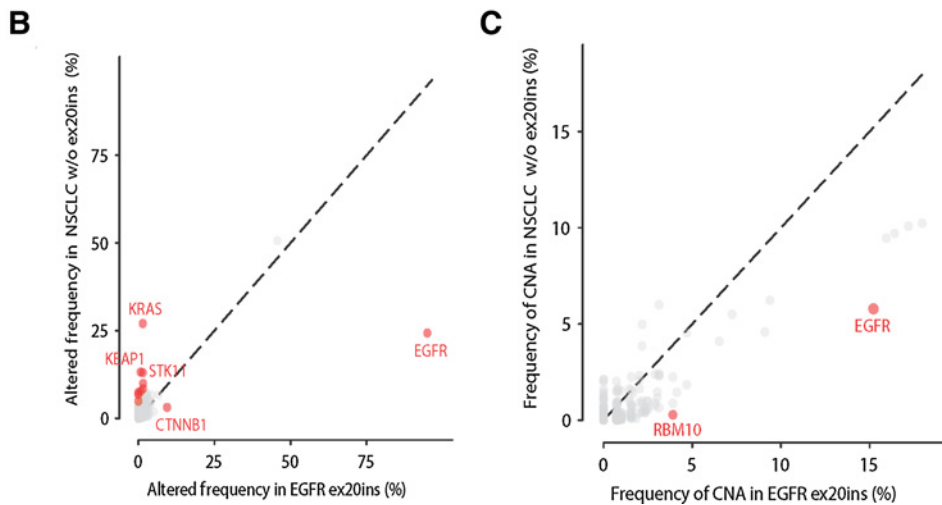 B
Altered frequency in NSCLC w/o ex20ins (%)
75
50
25
0
KRAS
KEAP1
STK11
CTNNB1
EGFR
0
25
50
75
Altered frequency in EGFR ex20ins (%)
C
Frequency of CNA in NSCLC w/o ex20ins (%)
15
10
5
0
EGFR
RBM10
0
5
10
15
Frequency of CNA in EGFR ex20ins (%)